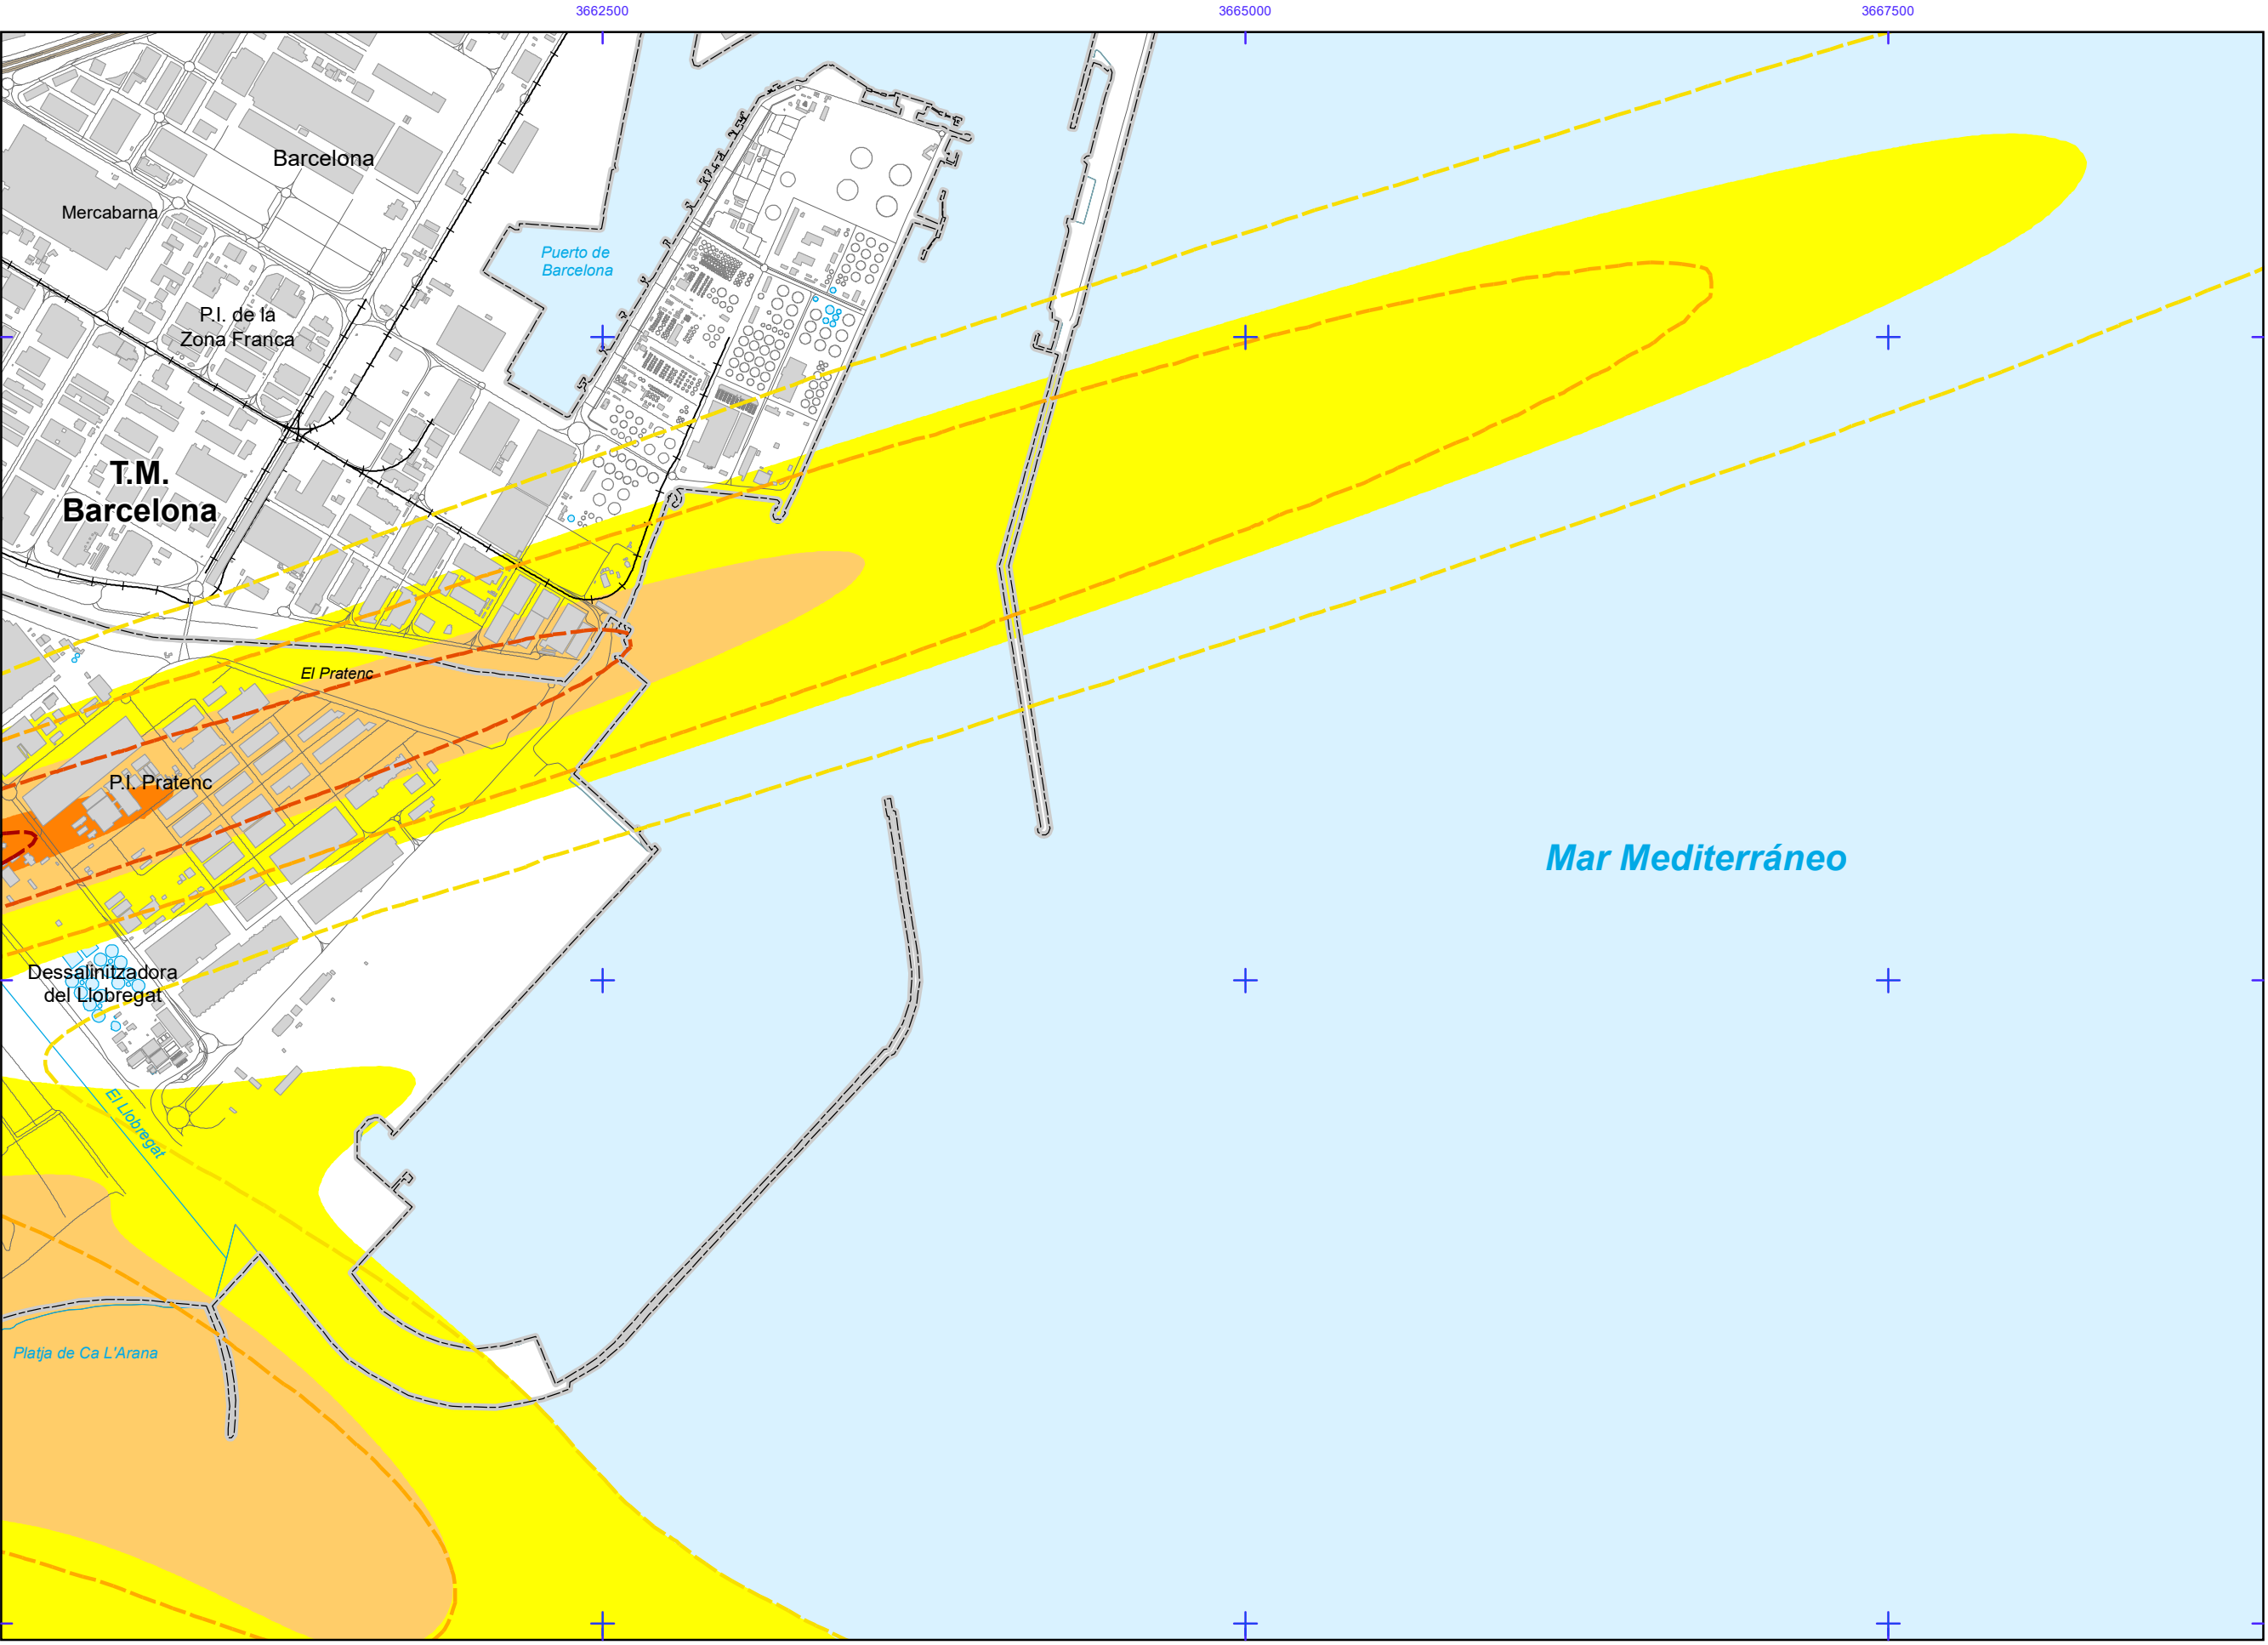 3662500
3665000
3667500
Barcelona
Mercabarna
Puerto de
Barcelona
P.I. de la
Zona Franca
T.M.
Barcelona
El Pratenc
P.I. Pratenc
Mar Mediterráneo
Dessalinitzadora
del Llobregat
El Llobregat
Platja de Ca L'Arana